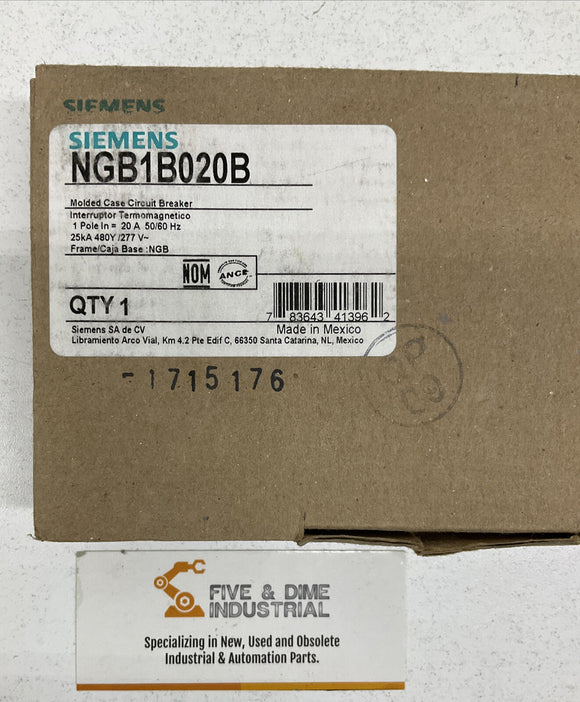 SIEMENS
SIEMENS
NGB1B020B
Molded Case Circuit Breaker
Interruptor Termomagnetico
1 Pole In = 20 A 50/60 Hz
25kA 480Y /277 V~
Frame/Caja Base :NGB
NOM
ANCE
QTY 1
7 83643 41396 2
Siemens SA de CV
Made in Mexico
Libramiento Arco Vial, Km 4.2 Pte Edif C, 66350 Santa Catarina, NL, Mexico
1715176
FIVE & DIME
INDUSTRIAL
Specializing in New, Used and Obsolete
Industrial & Automation Parts.